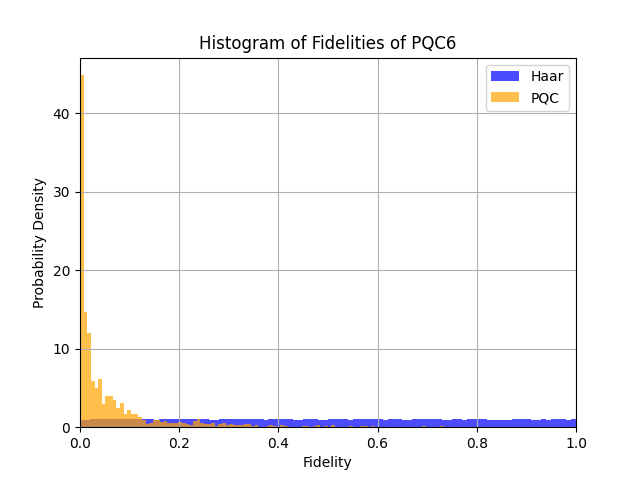 Histogram of Fidelities of PQC6
Haar
PQC
Probability Density
40
30
20
10
0
0.0 0.2 0.4 0.6 0.8 1.0
Fidelity